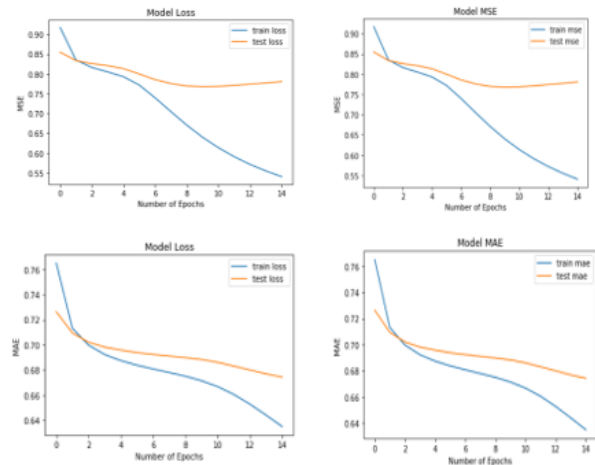 Model Loss
MSE
0.90
0.85
0.80
0.75
0.70
0.65
0.60
0.55
train loss
test loss
0 2 4 6 8 10 12 14
Number of Epochs
Model MSE
MSE
0.90
0.85
0.80
0.75
0.70
0.65
0.60
0.55
train mse
test mse
0 2 4 6 8 10 12 14
Number of Epochs
Model Loss
MAE
0.76
0.74
0.72
0.70
0.68
0.66
0.64
train loss
test loss
0 2 4 6 8 10 12 14
Number of Epochs
Model MAE
MAE
0.76
0.74
0.72
0.70
0.68
0.66
0.64
train mae
test mae
0 2 4 6 8 10 12 14
Number of Epochs